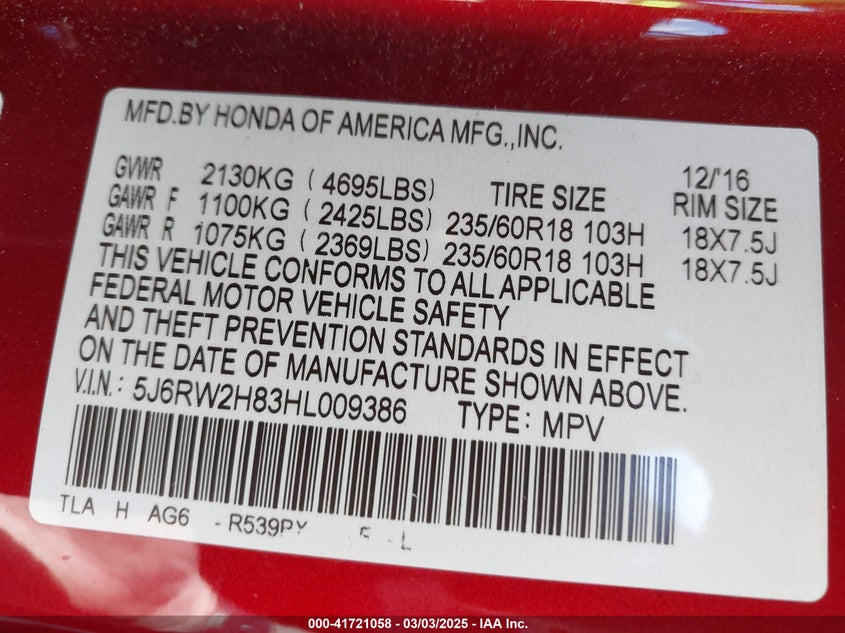 MFD.BY HONDA OF AMERICA MFG.,INC.
12/'16
GVWR 2130KG ( 4695LBS) TIRE SIZE RIM SIZE
GAWR F 1100KG ( 2425LBS) 235/60R18 103H 18X7.5J
GAWR R 1075KG ( 2369LBS) 235/60R18 103H 18X7.5J
THIS VEHICLE CONFORMS TO ALL APPLICABLE
FEDERAL MOTOR VEHICLE SAFETY
AND THEFT PREVENTION STANDARDS IN EFFECT
ON THE DATE OF MANUFACTURE SHOWN ABOVE.
V.I.N.: 5J6RW2H83HL009386 TYPE: MPV
TLA H AG6 - R539PX -L
000-41721058 — 03/03/2025 — IAA Inc.